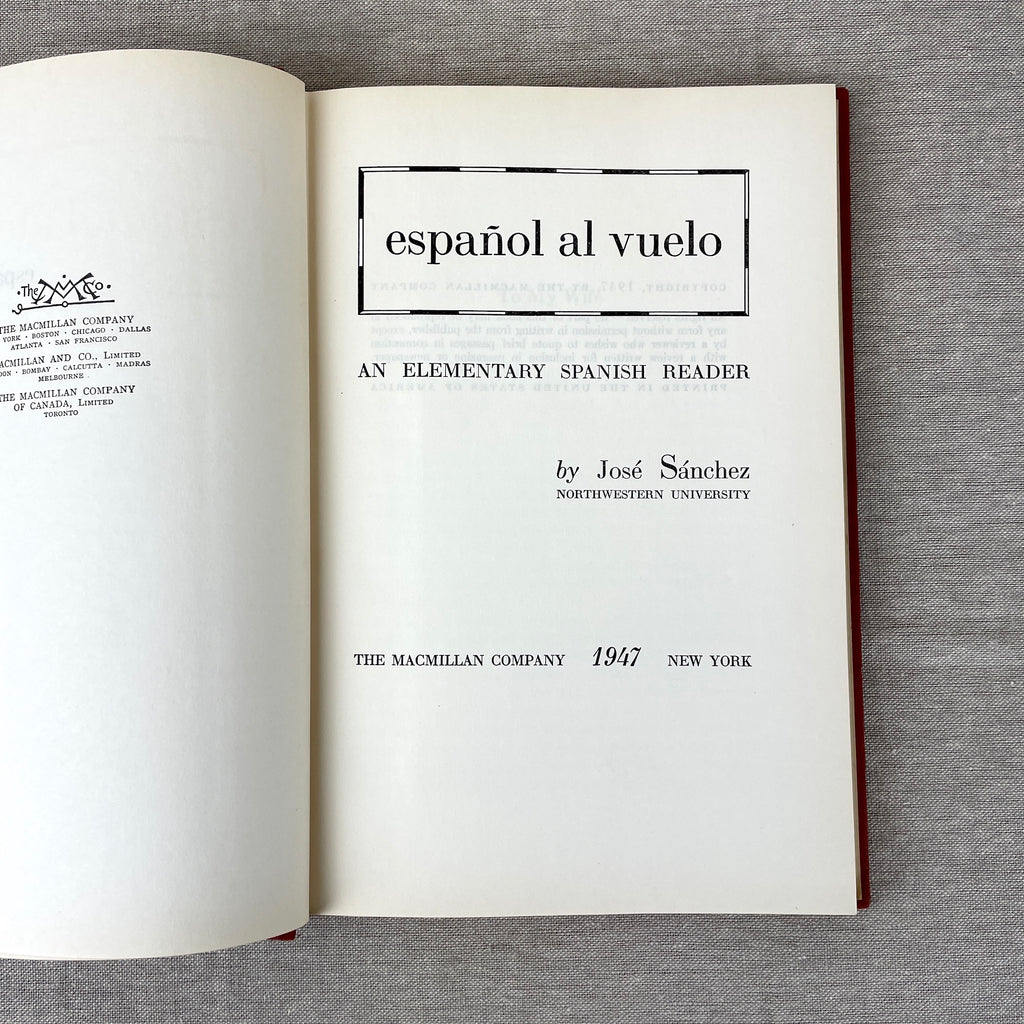 The M Co.
THE MACMILLAN COMPANY
YORK · BOSTON · CHICAGO · DALLAS
ATLANTA · SAN FRANCISCO
MACMILLAN AND CO., LIMITED
BOMBAY · CALCUTTA · MADRAS
MELBOURNE
THE MACMILLAN COMPANY
OF CANADA, LIMITED
TORONTO
español al vuelo
AN ELEMENTARY SPANISH READER
by José Sánchez
NORTHWESTERN UNIVERSITY
THE MACMILLAN COMPANY 1947 NEW YORK